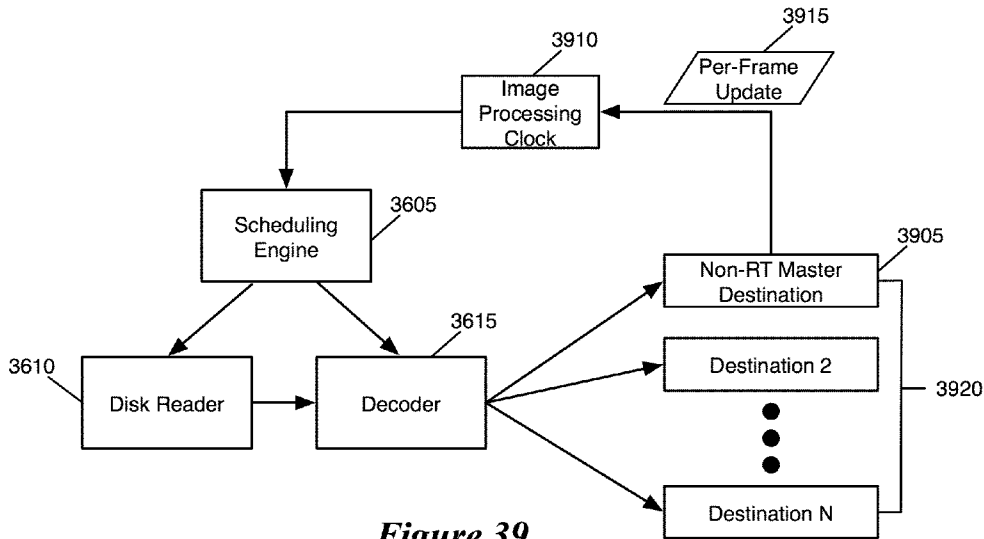 3915
3910
Per-Frame
Update
Image
Processing
Clock
3605
Scheduling
Engine
3905
Non-RT Master
Destination
3615
3610
Disk Reader
Decoder
Destination 2
3920
Destination N
Figure 39